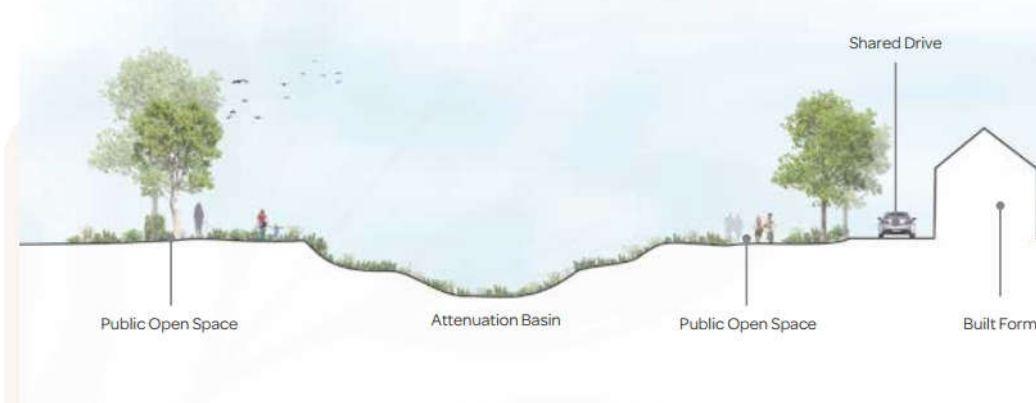 Shared Drive
Public Open Space
Attenuation Basin
Public Open Space
Built Form